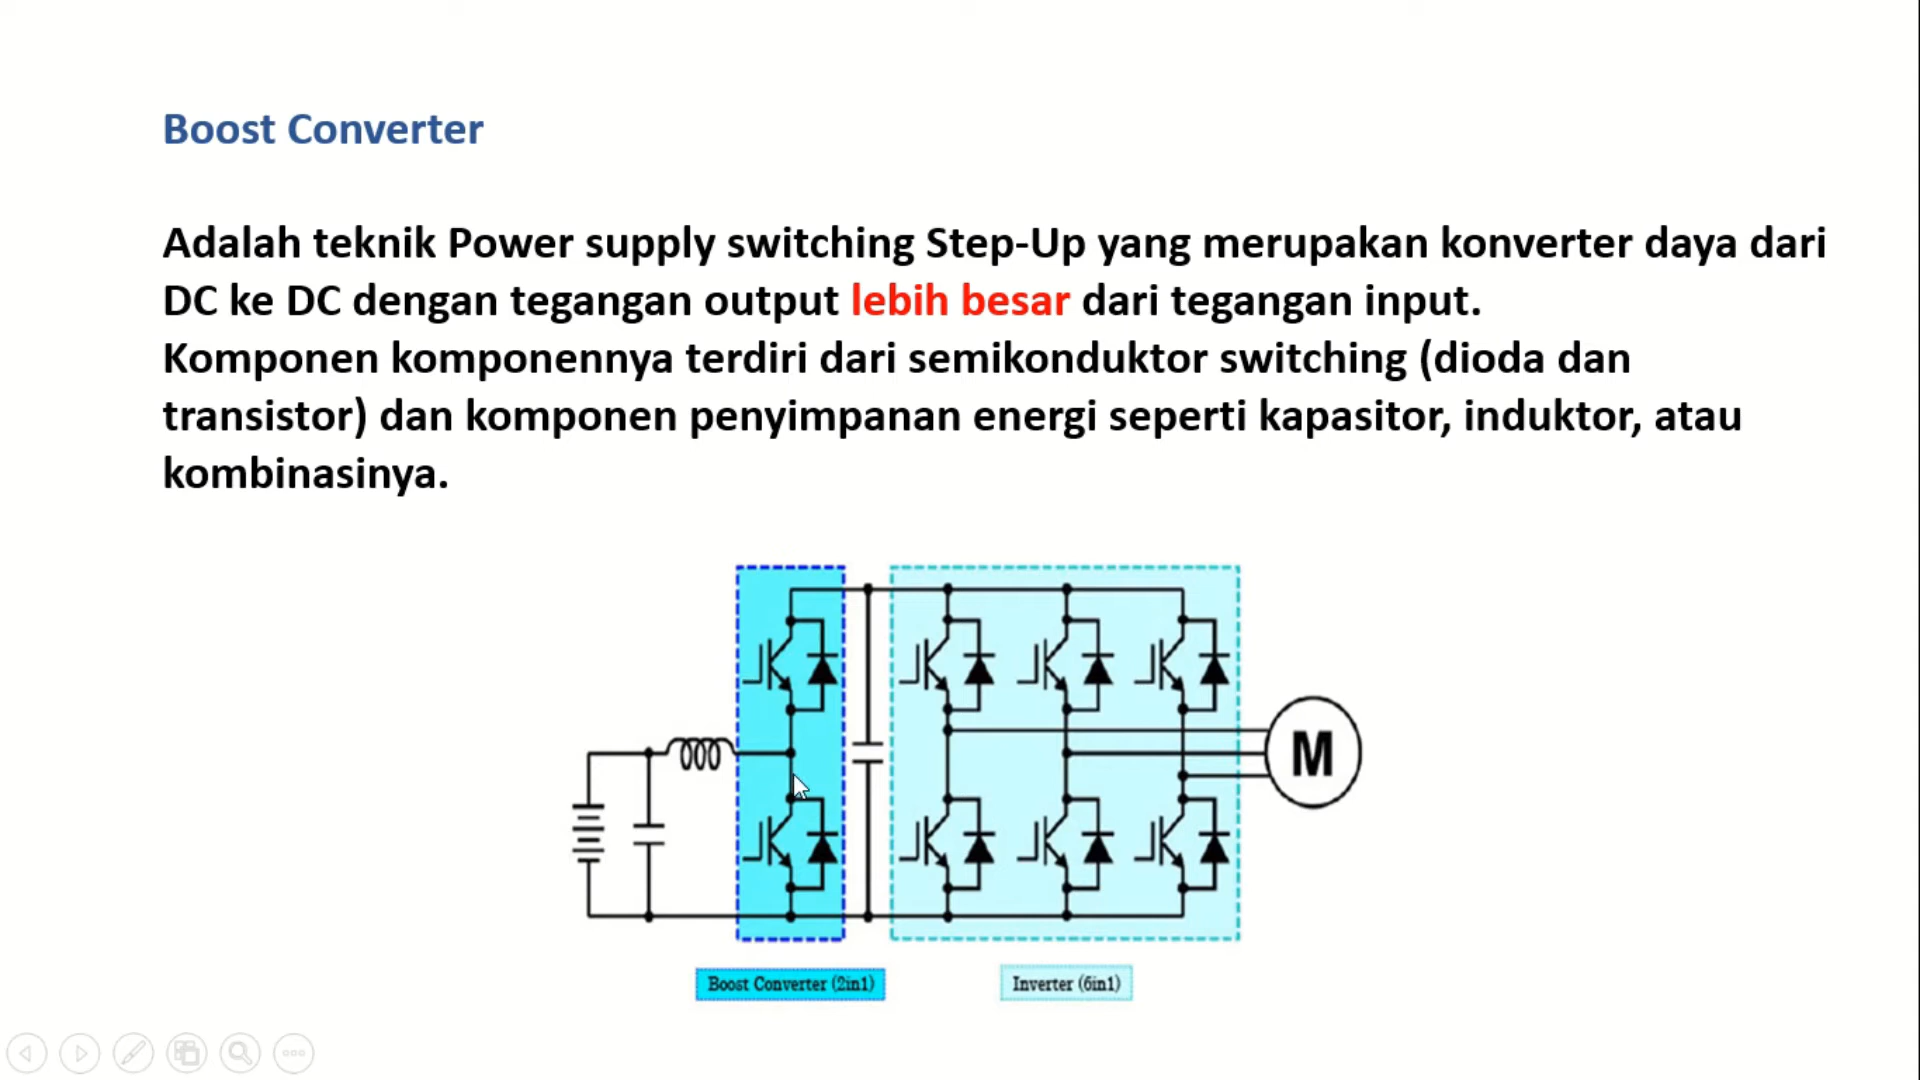 Boost Converter
Adalah teknik Power supply switching Step-Up yang merupakan konverter daya dari
DC ke DC dengan tegangan output lebih besar dari tegangan input.
Komponen komponennya terdiri dari semikonduktor switching (dioda dan
transistor) dan komponen penyimpanan energi seperti kapasitor, induktor, atau
kombinasinya.
M
Boost Converter (2in1)
Inverter (6in1)